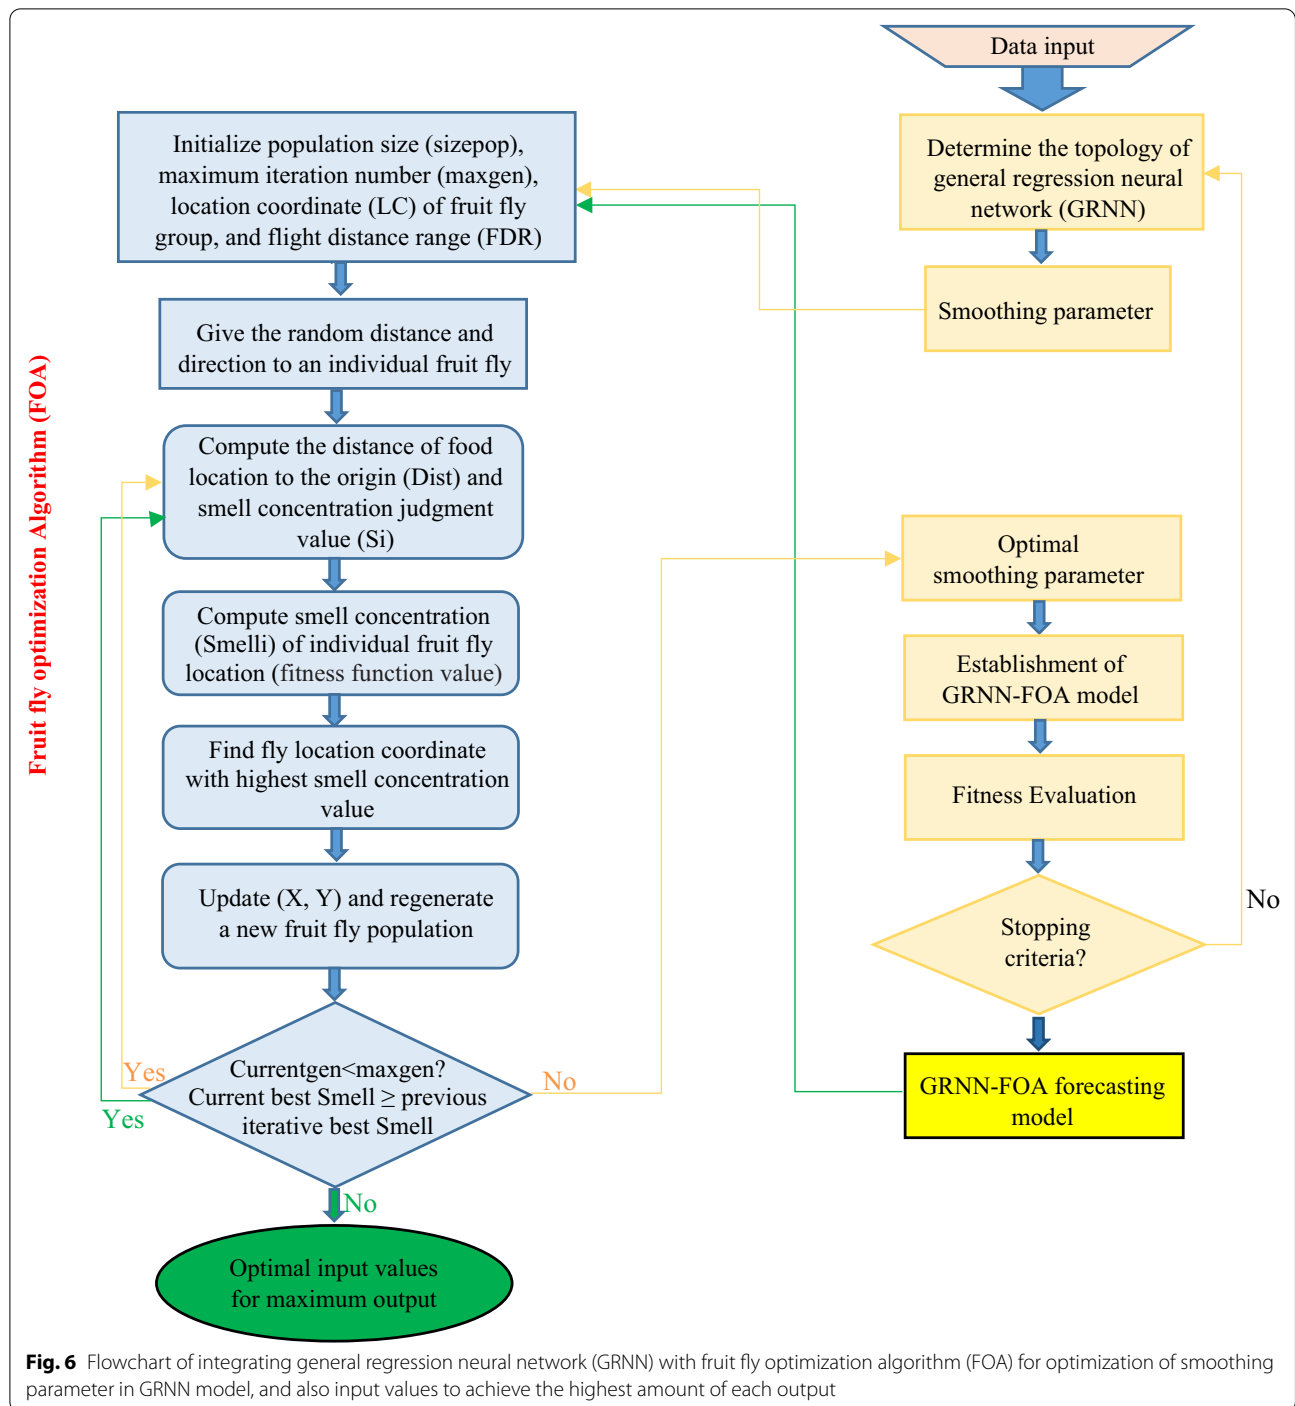 Data input
Determine the topology of
general regression neural
network (GRNN)
Smoothing parameter
Initialize population size (sizepop),
maximum iteration number (maxgen),
location coordinate (LC) of fruit fly
group, and flight distance range (FDR)
Give the random distance and
direction to an individual fruit fly
Compute the distance of food
location to the origin (Dist) and
smell concentration judgment
value (Si)
Compute smell concentration
(Smelli) of individual fruit fly
location (fitness function value)
Find fly location coordinate
with highest smell concentration
value
Update (X, Y) and regenerate
a new fruit fly population
Currentgen<maxgen?
Current best Smell ≥ previous
iterative best Smell
Yes
Yes
No
No
Optimal input values
for maximum output
Fruit fly optimization Algorithm (FOA)
Optimal
smoothing parameter
Establishment of
GRNN-FOA model
Fitness Evaluation
Stopping
criteria?
No
GRNN-FOA forecasting
model
Fig. 6 Flowchart of integrating general regression neural network (GRNN) with fruit fly optimization algorithm (FOA) for optimization of smoothing
parameter in GRNN model, and also input values to achieve the highest amount of each output